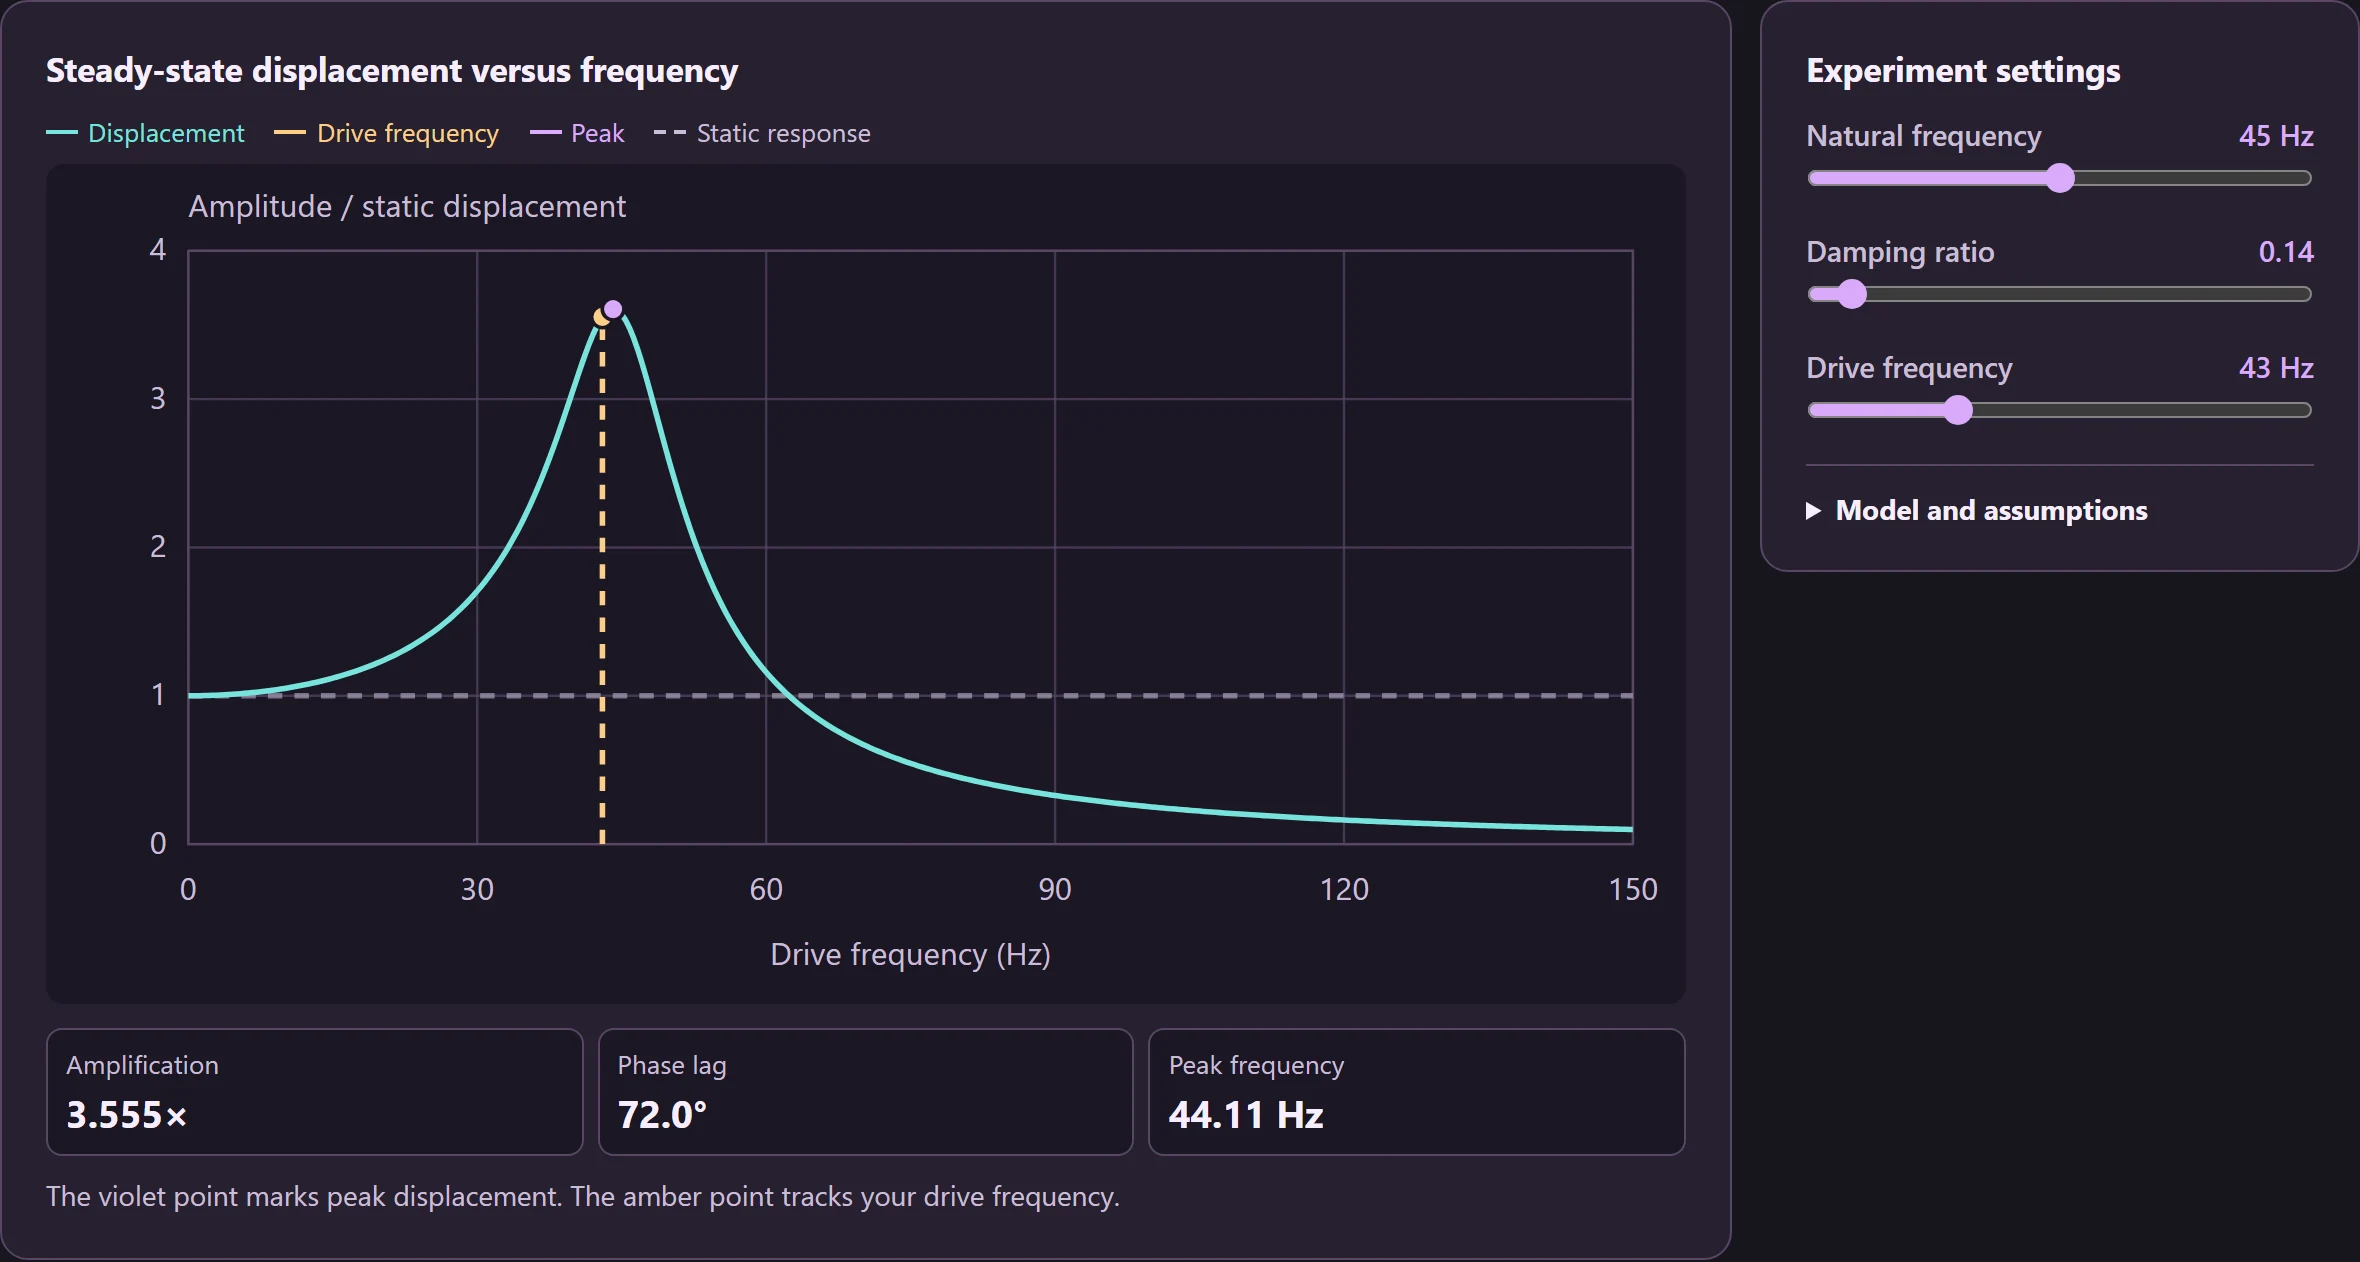 Steady-state displacement versus frequency
Displacement Drive frequency Peak Static response
Amplitude / static displacement
4
3
2
1
0
0 30 60 90 120 150
Drive frequency (Hz)
Amplification
3.555×
Phase lag
72.0°
Peak frequency
44.11 Hz
The violet point marks peak displacement. The amber point tracks your drive frequency.
Experiment settings
Natural frequency 45 Hz
Damping ratio 0.14
Drive frequency 43 Hz
Model and assumptions